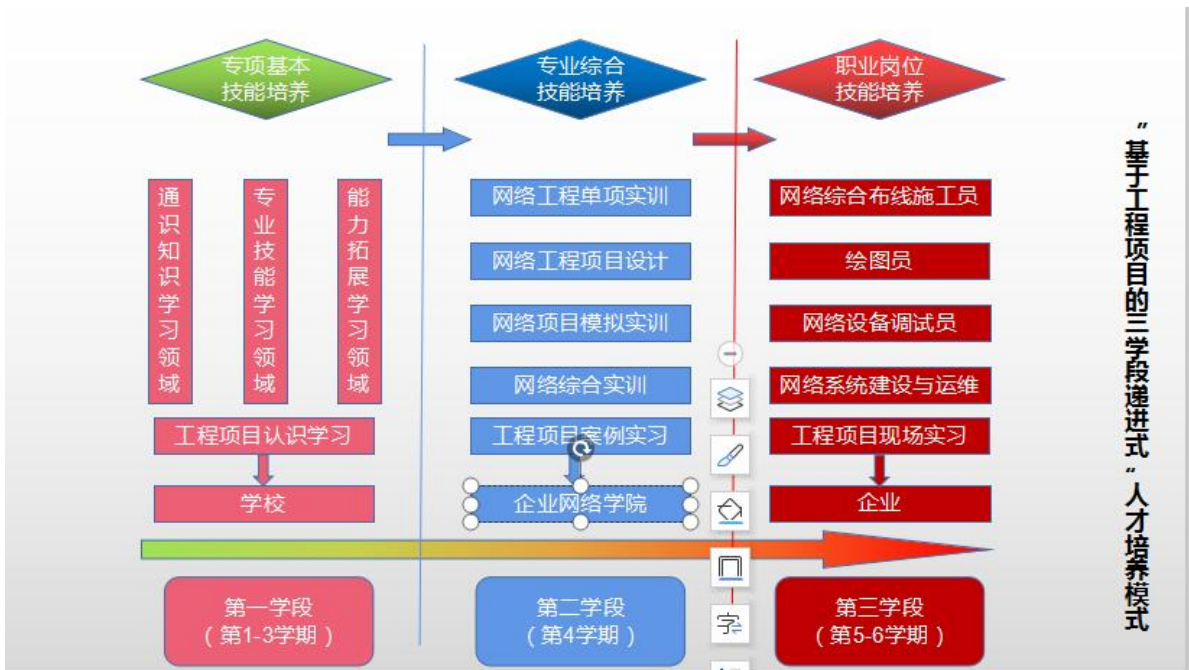 专项基本
技能培养
专业综合
技能培养
职业岗位
技能培养
通识知识学习领域
专业技能学习领域
能力拓展学习领域
工程项目认识学习
学校
网络工程单项实训
网络工程项目设计
网络项目模拟实训
网络综合实训
工程项目案例实习
企业网络学院
网络综合布线施工员
绘图员
网络设备调试员
网络系统建设与运维
工程项目现场实习
企业
第一学段
（第1-3学期）
第二学段
（第4学期）
第三学段
（第5-6学期）
字
"基于工程项目的三学段递进式"人才培养模式